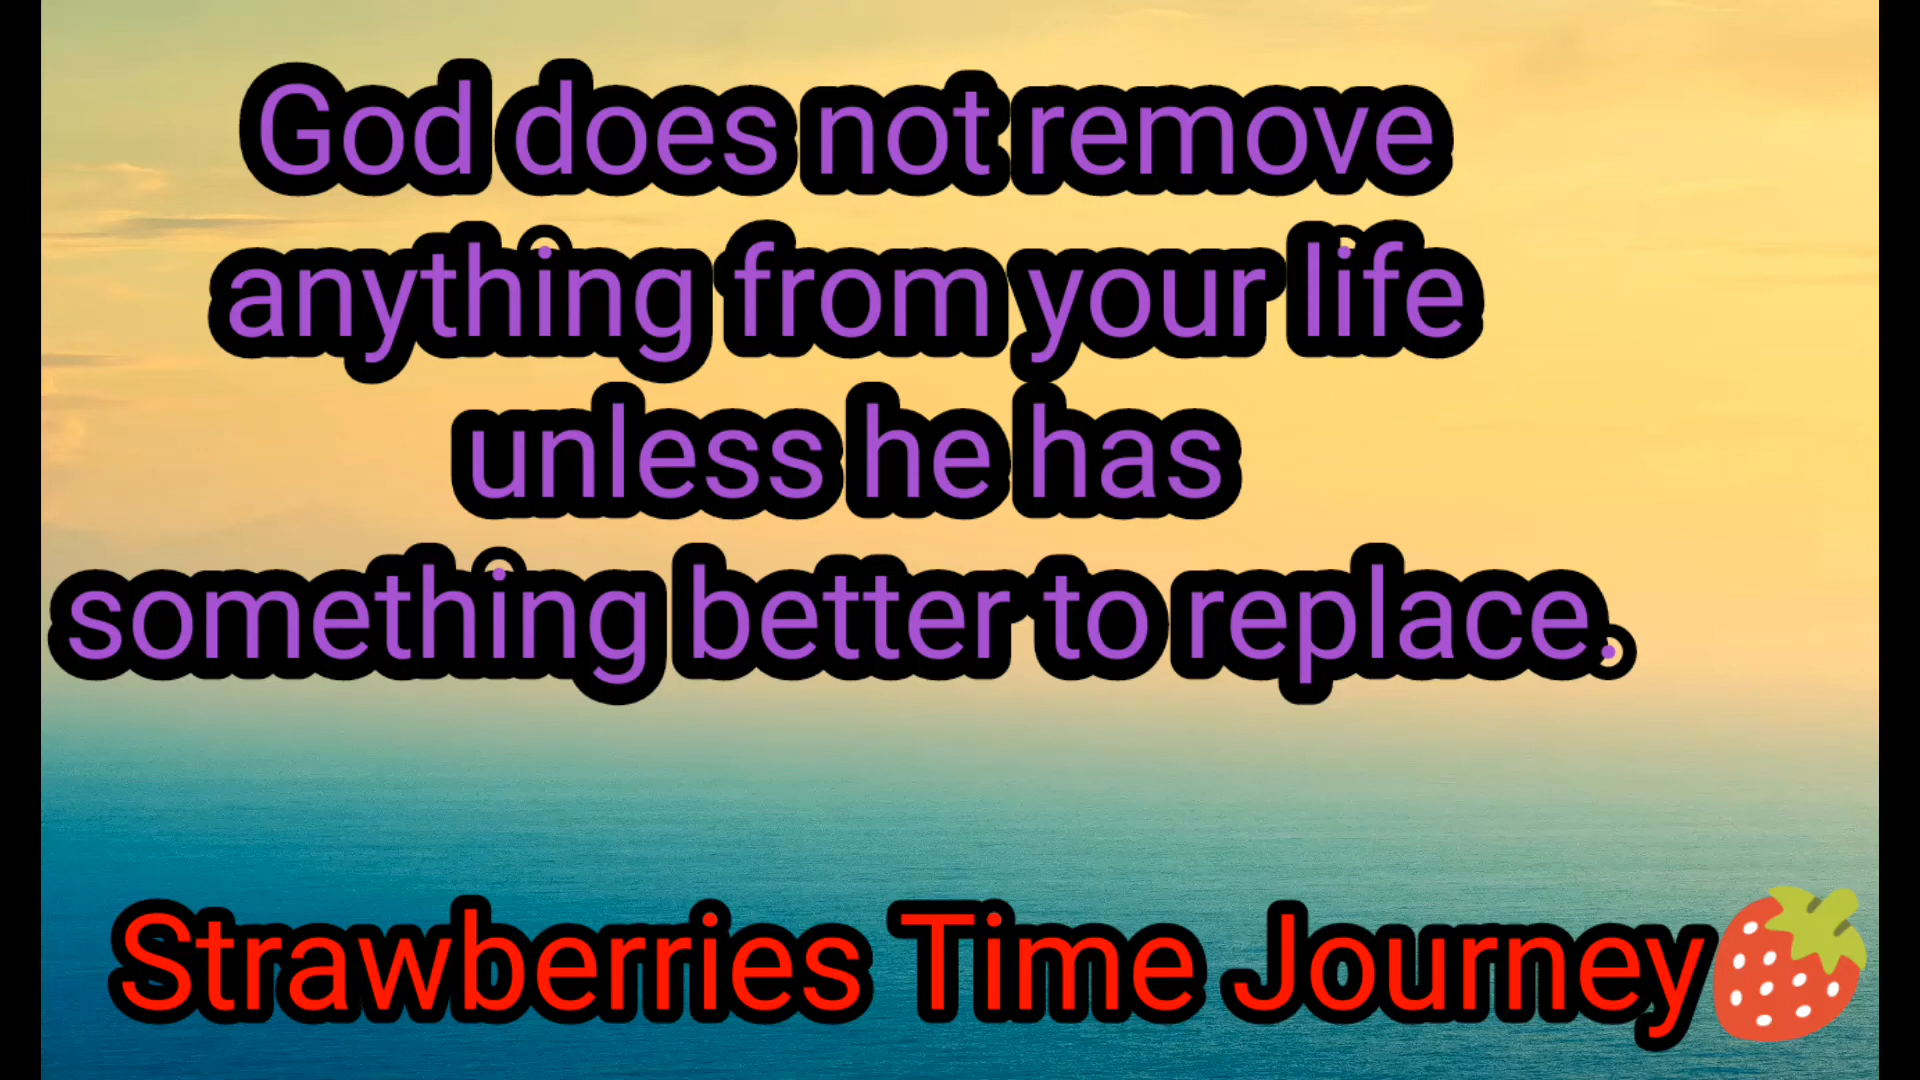 God does not remove
anything from your life
unless he has
something better to replace.
Strawberries Time Journey🍓